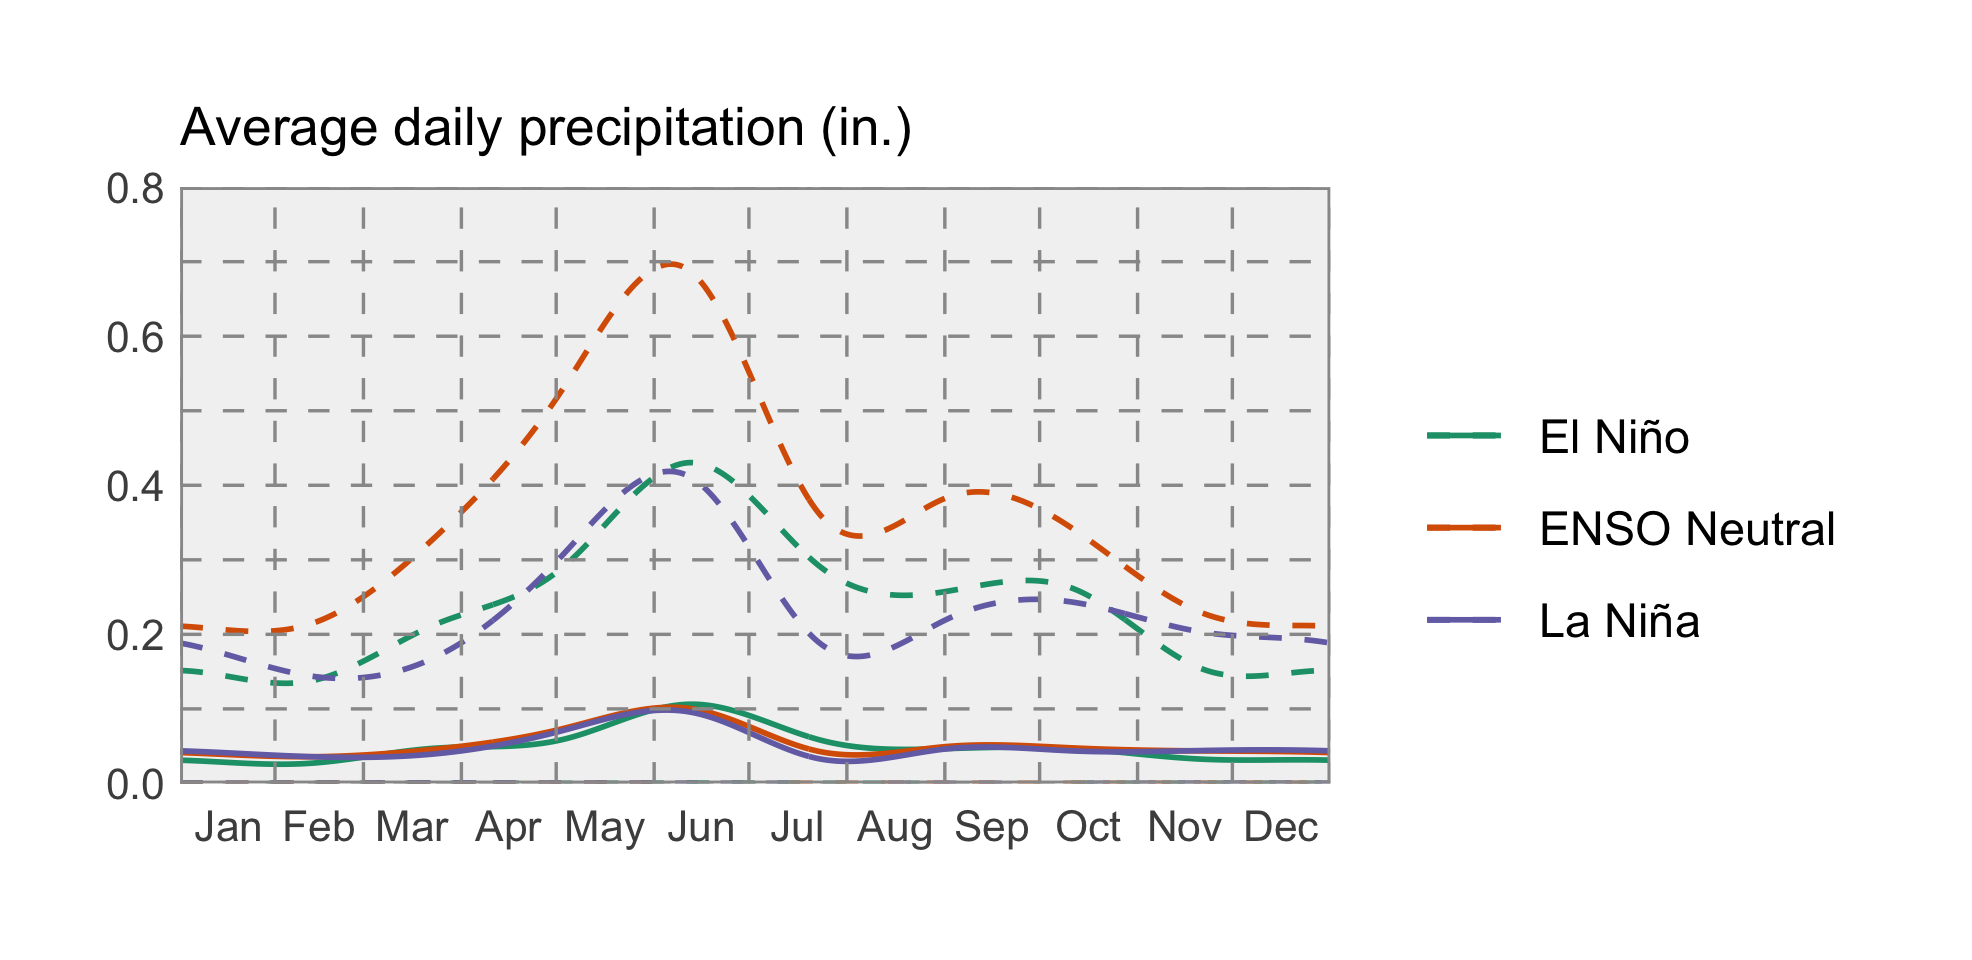 Average daily precipitation (in.)
0.8
0.6
0.4
0.2
0.0
Jan Feb Mar Apr May Jun Jul Aug Sep Oct Nov Dec
El Niño
ENSO Neutral
La Niña